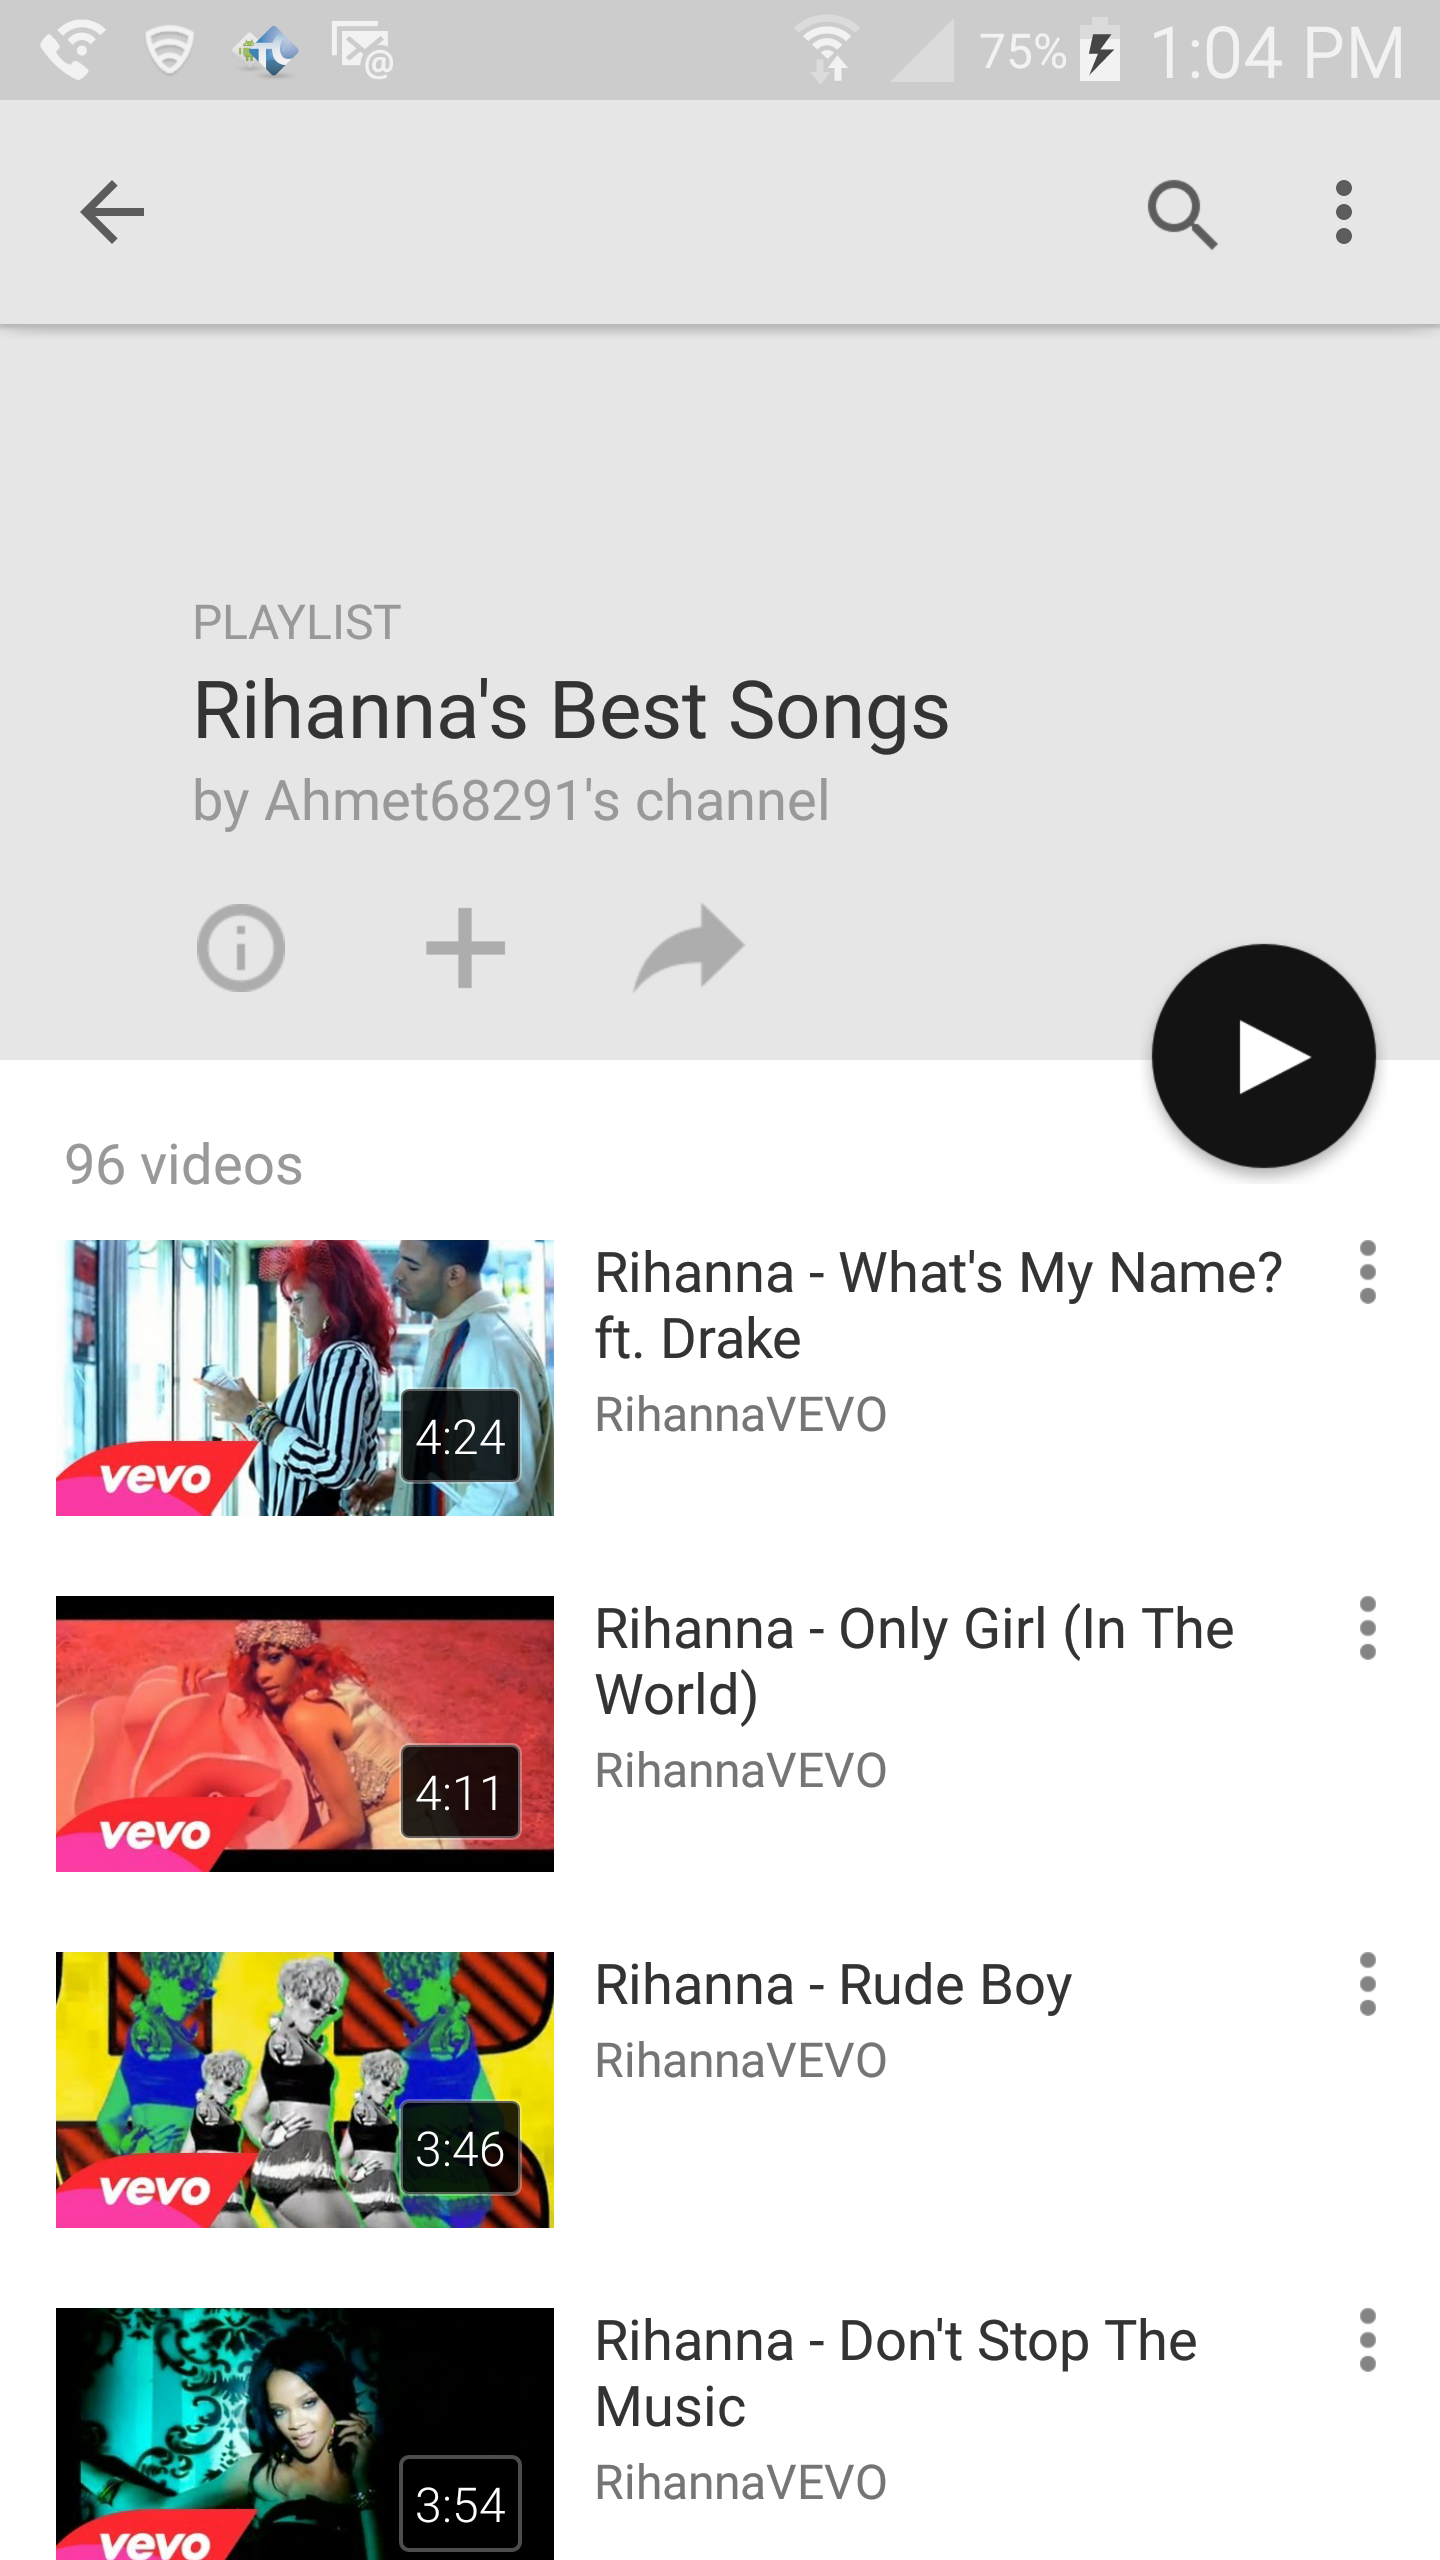 75% 1:04 PM
PLAYLIST
Rihanna's Best Songs
by Ahmet68291's channel
96 videos
Rihanna - What's My Name?
ft. Drake
RihannaVEVO
4:24
vevo
Rihanna - Only Girl (In The
World)
RihannaVEVO
4:11
vevo
Rihanna - Rude Boy
RihannaVEVO
3:46
vevo
Rihanna - Don't Stop The
Music
RihannaVEVO
3:54
vevo